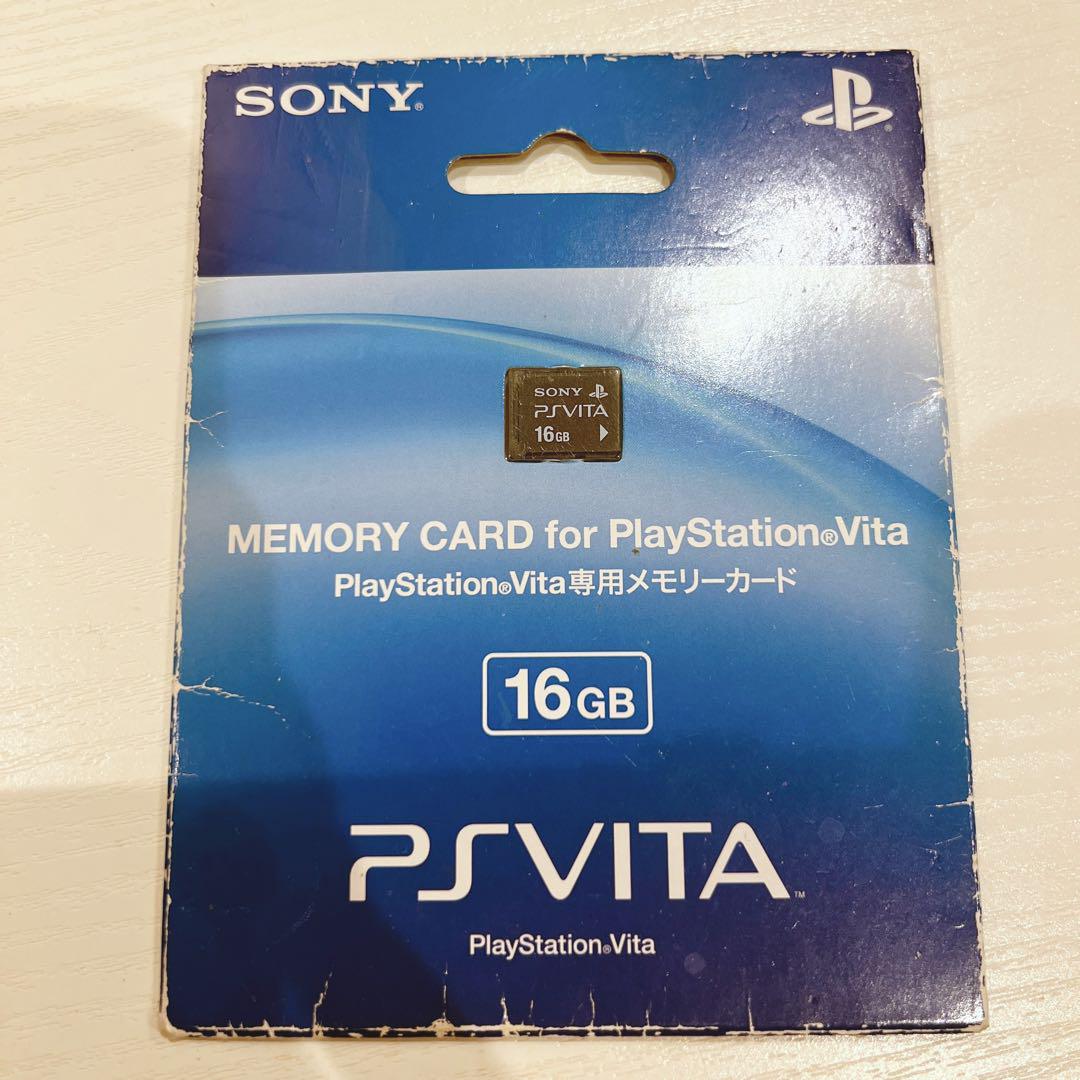 SONY®
SONY
PSVITA
16GB
MEMORY CARD for PlayStation®Vita
PlayStation®Vita専用メモリーカード
16GB
PSVITA™
PlayStation®Vita